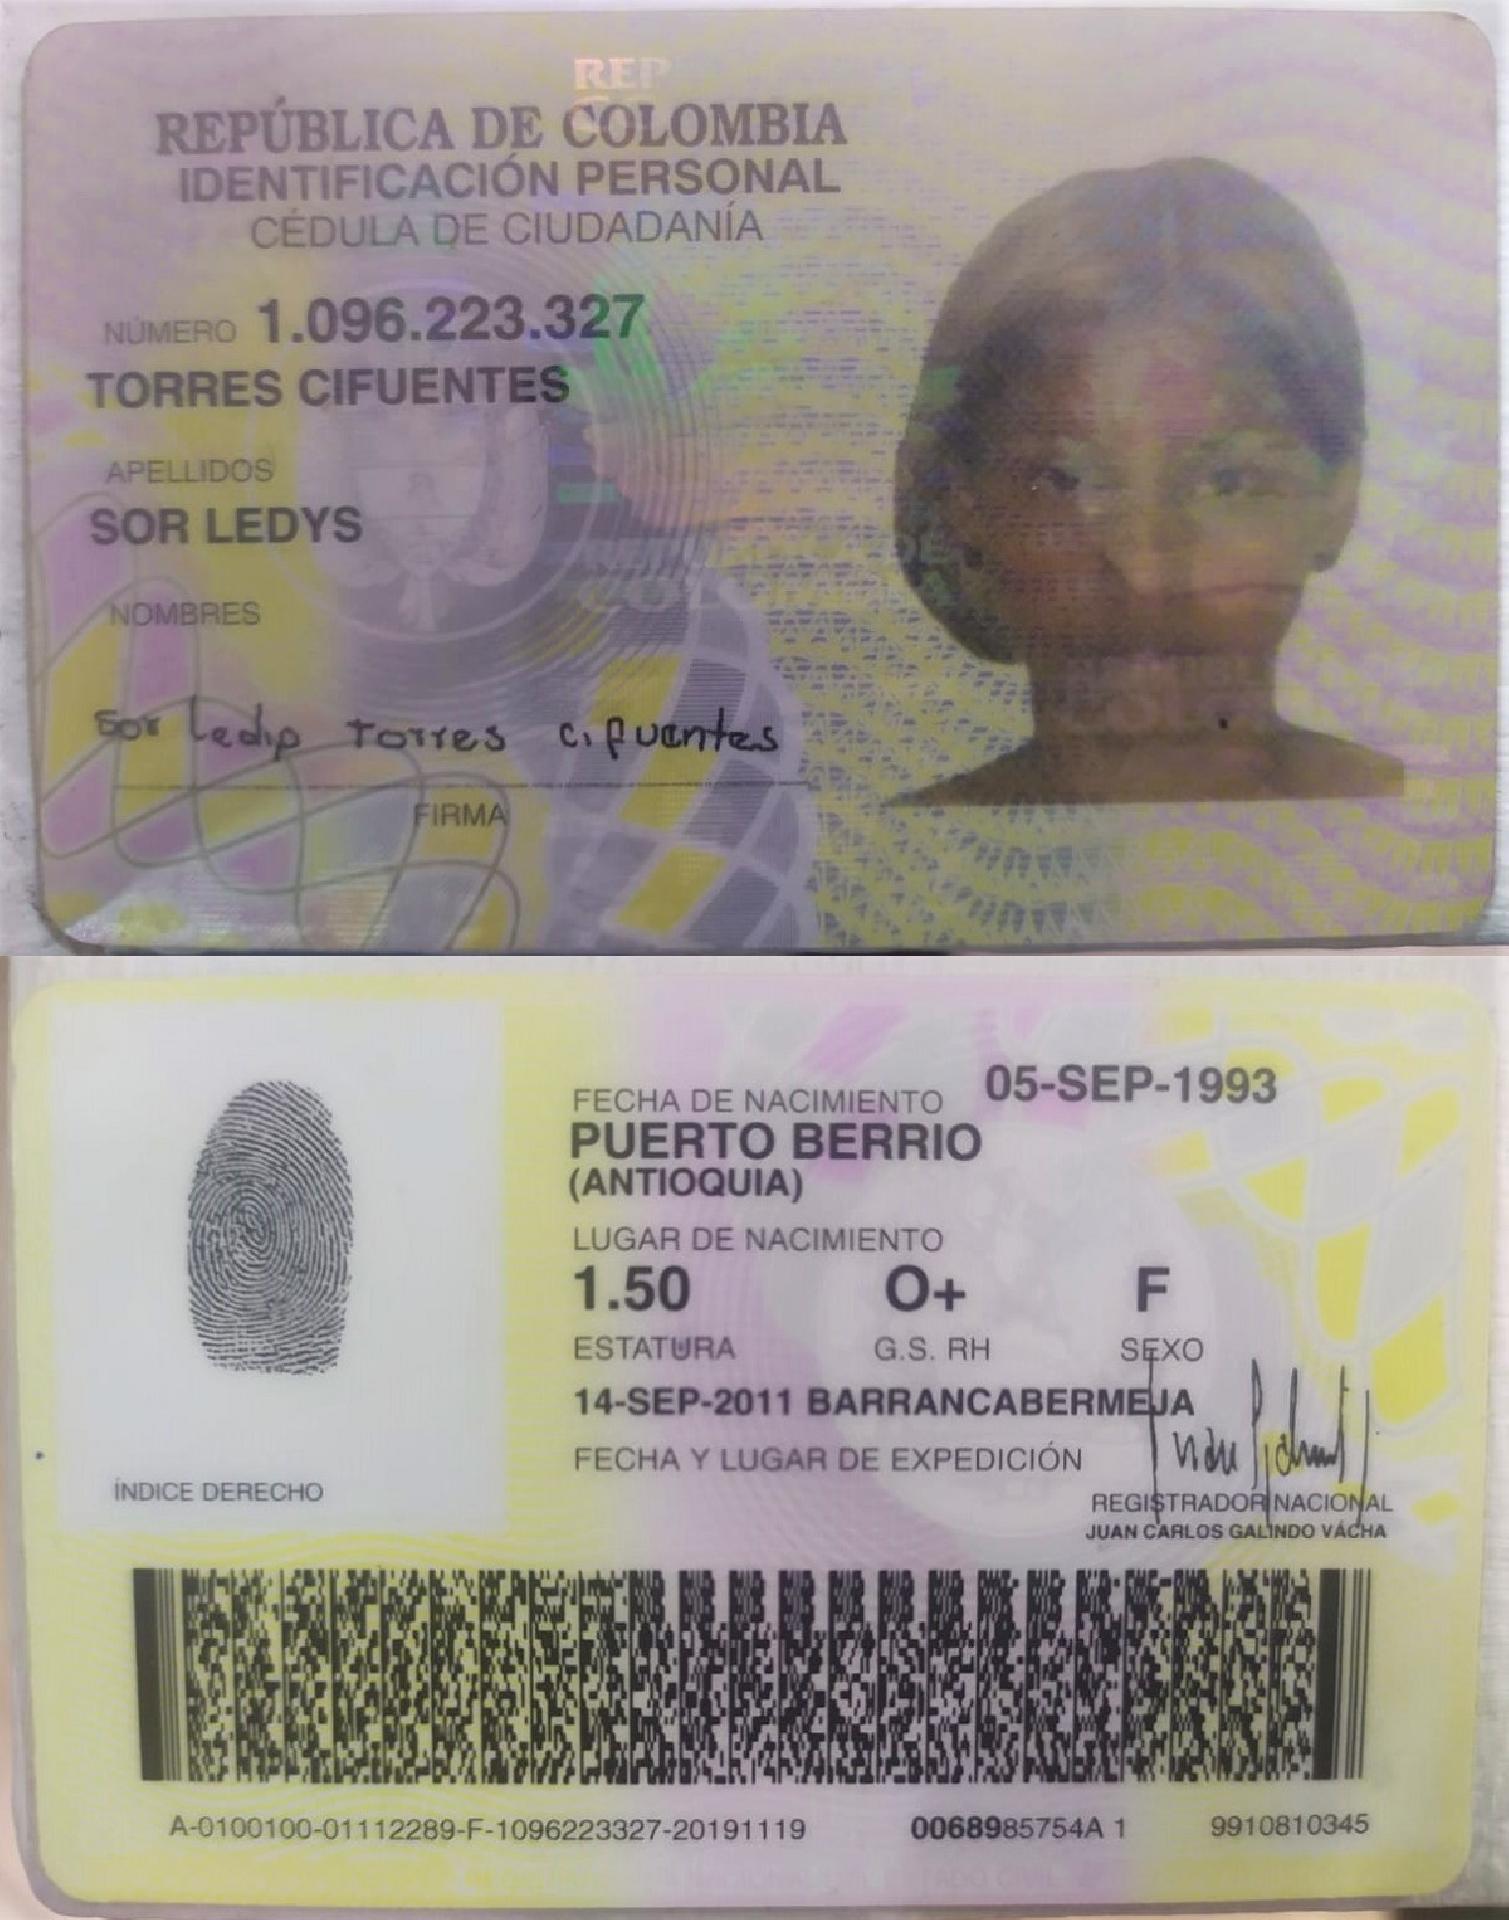 REP
REPÚBLICA DE COLOMBIA
IDENTIFICACIÓN PERSONAL
CÉDULA DE CIUDADANÍA
NÚMERO 1.096.223.327
TORRES CIFUENTES
APELLIDOS
SOR LEDYS
NOMBRES
Sor Ledip Torres cifuentes
FIRMA
FECHA DE NACIMIENTO 05-SEP-1993
PUERTO BERRIO
(ANTIOQUIA)
LUGAR DE NACIMIENTO
1.50 O+ F
ESTATURA G.S. RH SEXO
14-SEP-2011 BARRANCABERMEJA
FECHA Y LUGAR DE EXPEDICIÓN
ÍNDICE DERECHO
REGISTRADOR NACIONAL
JUAN CARLOS GALINDO VÁCHA
A-0100100-01112289-F-1096223327-20191119 0068985754A 1 9910810345